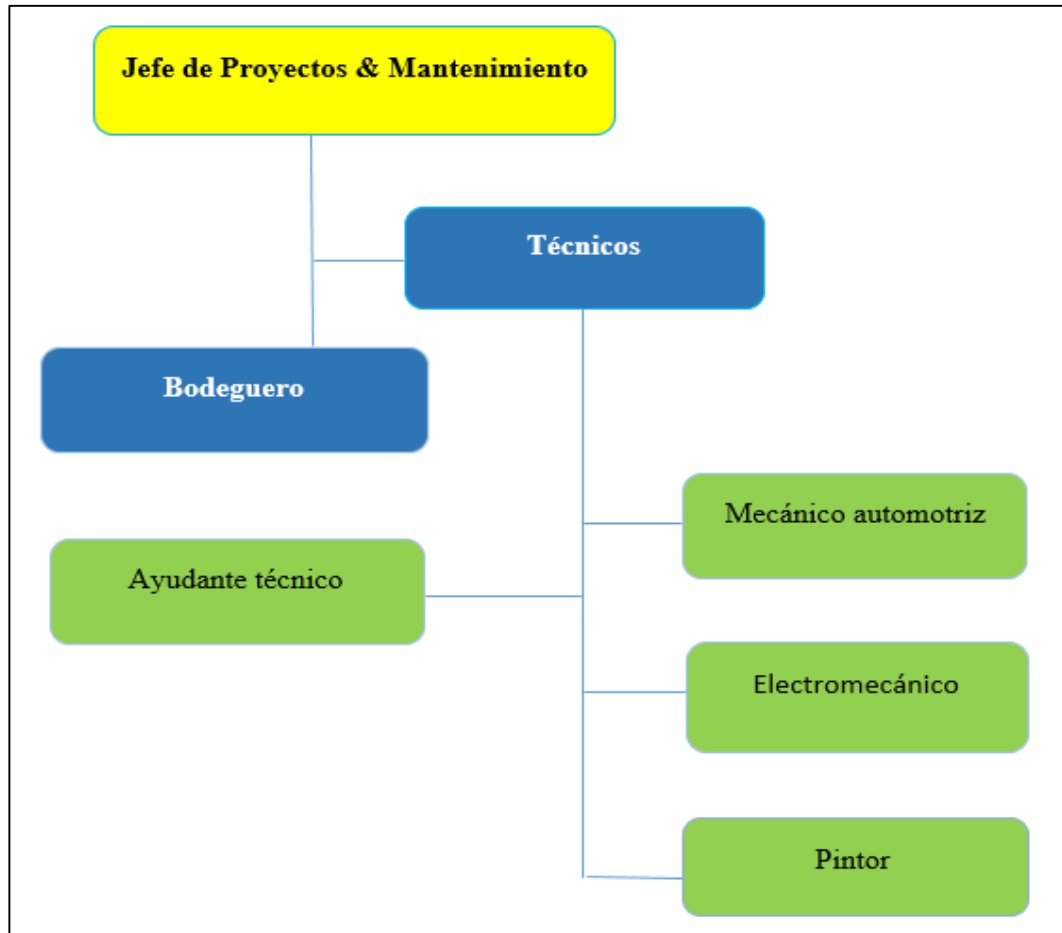 Jefe de Proyectos & Mantenimiento
Técnicos
Bodeguero
Mecánico automotriz
Ayudante técnico
Electromecánico
Pintor